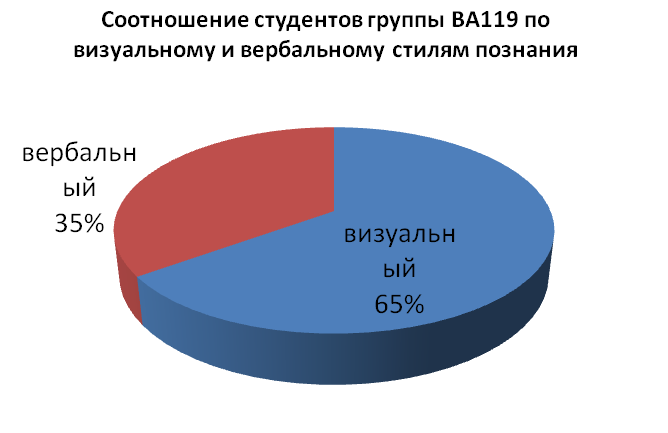 Соотношение студентов группы ВА119 по
визуальному и вербальному стилям познания
вербальн
ый
35%
визуальн
ый
65%